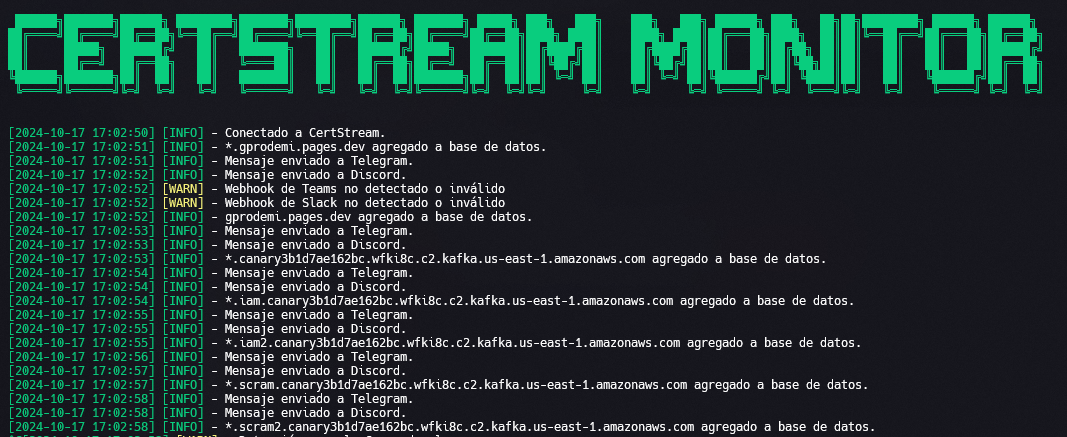 CERTSTREAM MONITOR
[2024-10-17 17:02:50] [INFO] - Conectado a CertStream.
[2024-10-17 17:02:51] [INFO] - *.gprodemi.pages.dev agregado a base de datos.
[2024-10-17 17:02:51] [INFO] - Mensaje enviado a Telegram.
[2024-10-17 17:02:52] [INFO] - Mensaje enviado a Discord.
[2024-10-17 17:02:52] [WARN] - Webhook de Teams no detectado o inválido
[2024-10-17 17:02:52] [WARN] - Webhook de Slack no detectado o inválido
[2024-10-17 17:02:52] [INFO] - gprodemi.pages.dev agregado a base de datos.
[2024-10-17 17:02:53] [INFO] - Mensaje enviado a Telegram.
[2024-10-17 17:02:53] [INFO] - Mensaje enviado a Discord.
[2024-10-17 17:02:53] [INFO] - *.canary3b1d7ae162bc.wfki8c.c2.kafka.us-east-1.amazonaws.com agregado a base de datos.
[2024-10-17 17:02:54] [INFO] - Mensaje enviado a Telegram.
[2024-10-17 17:02:54] [INFO] - Mensaje enviado a Discord.
[2024-10-17 17:02:54] [INFO] - *.iam.canary3b1d7ae162bc.wfki8c.c2.kafka.us-east-1.amazonaws.com agregado a base de datos.
[2024-10-17 17:02:55] [INFO] - Mensaje enviado a Telegram.
[2024-10-17 17:02:55] [INFO] - Mensaje enviado a Discord.
[2024-10-17 17:02:55] [INFO] - *.iam2.canary3b1d7ae162bc.wfki8c.c2.kafka.us-east-1.amazonaws.com agregado a base de datos.
[2024-10-17 17:02:56] [INFO] - Mensaje enviado a Telegram.
[2024-10-17 17:02:57] [INFO] - Mensaje enviado a Discord.
[2024-10-17 17:02:57] [INFO] - *.scram.canary3b1d7ae162bc.wfki8c.c2.kafka.us-east-1.amazonaws.com agregado a base de datos.
[2024-10-17 17:02:58] [INFO] - Mensaje enviado a Telegram.
[2024-10-17 17:02:58] [INFO] - Mensaje enviado a Discord.
[2024-10-17 17:02:58] [INFO] - *.scram2.canary3b1d7ae162bc.wfki8c.c2.kafka.us-east-1.amazonaws.com agregado a base de datos.